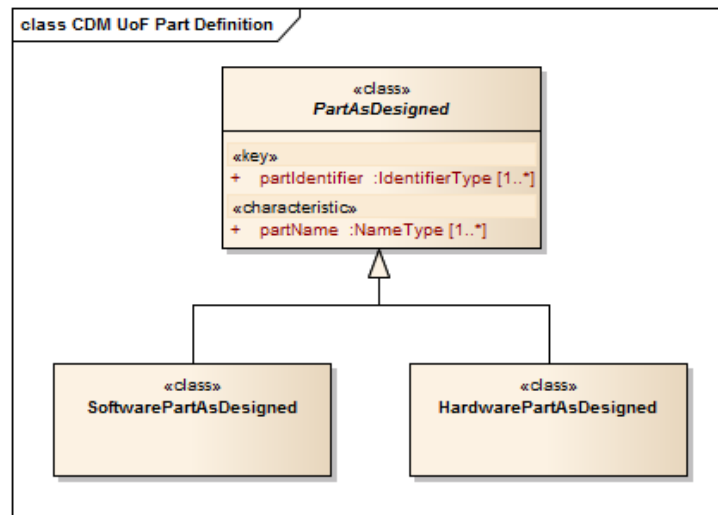 class CDM UoF Part Definition
«class»
PartAsDesigned
«key»
+ partIdentifier :IdentifierType [1..*]
«characteristic»
+ partName :NameType [1..*]
«class»
SoftwarePartAsDesigned
«class»
HardwarePartAsDesigned